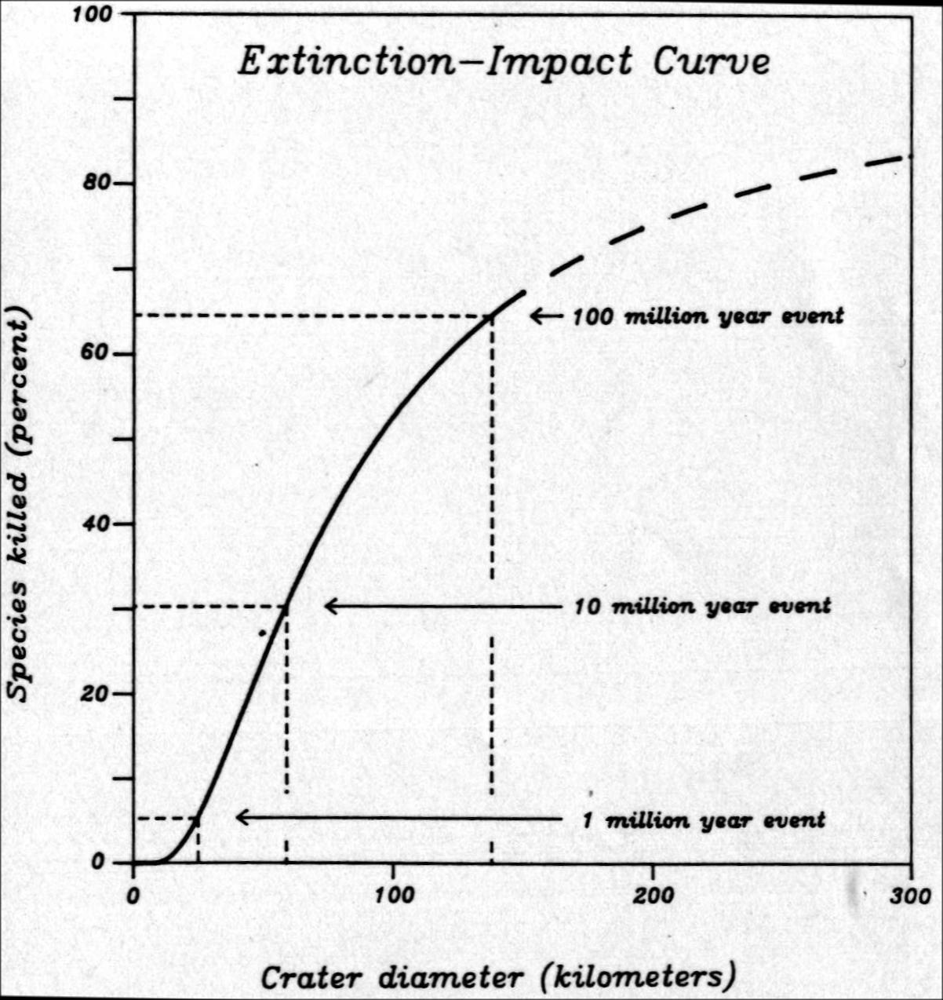 Extinction-Impact Curve
100
80
60
40
20
0
Species killed (percent)
100 million year event
10 million year event
1 million year event
0 100 200 300
Crater diameter (kilometers)